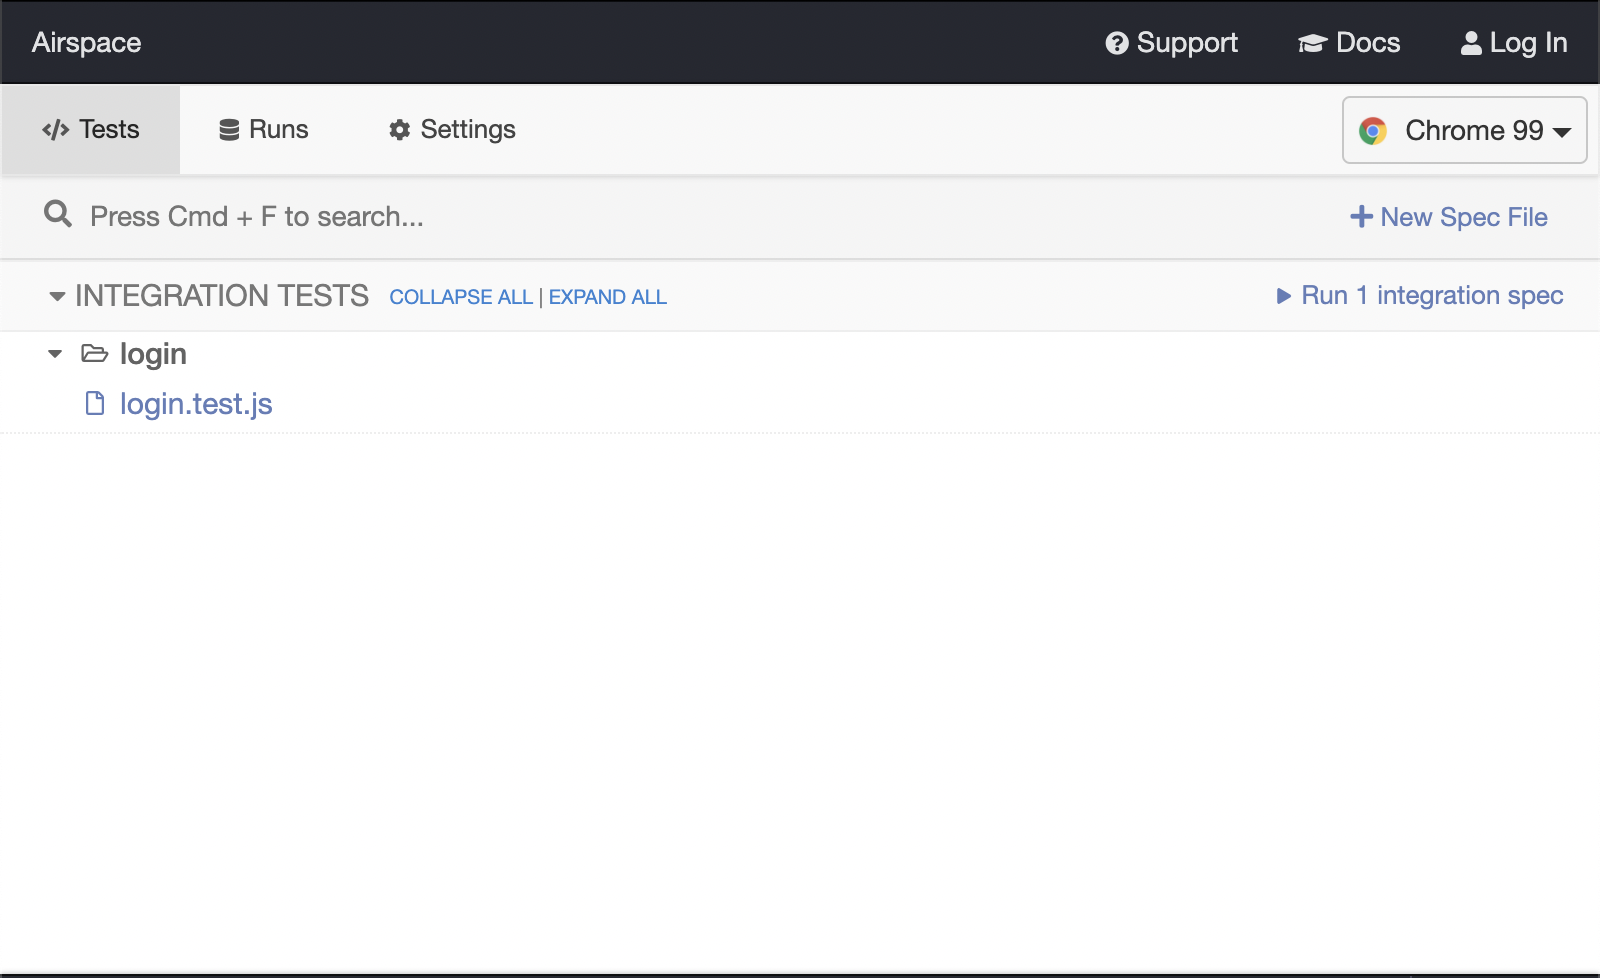 Airspace Support Docs Log In
Tests Runs Settings Chrome 99
Press Cmd + F to search... New Spec File
INTEGRATION TESTS COLLAPSE ALL | EXPAND ALL Run 1 integration spec
login
login.test.js